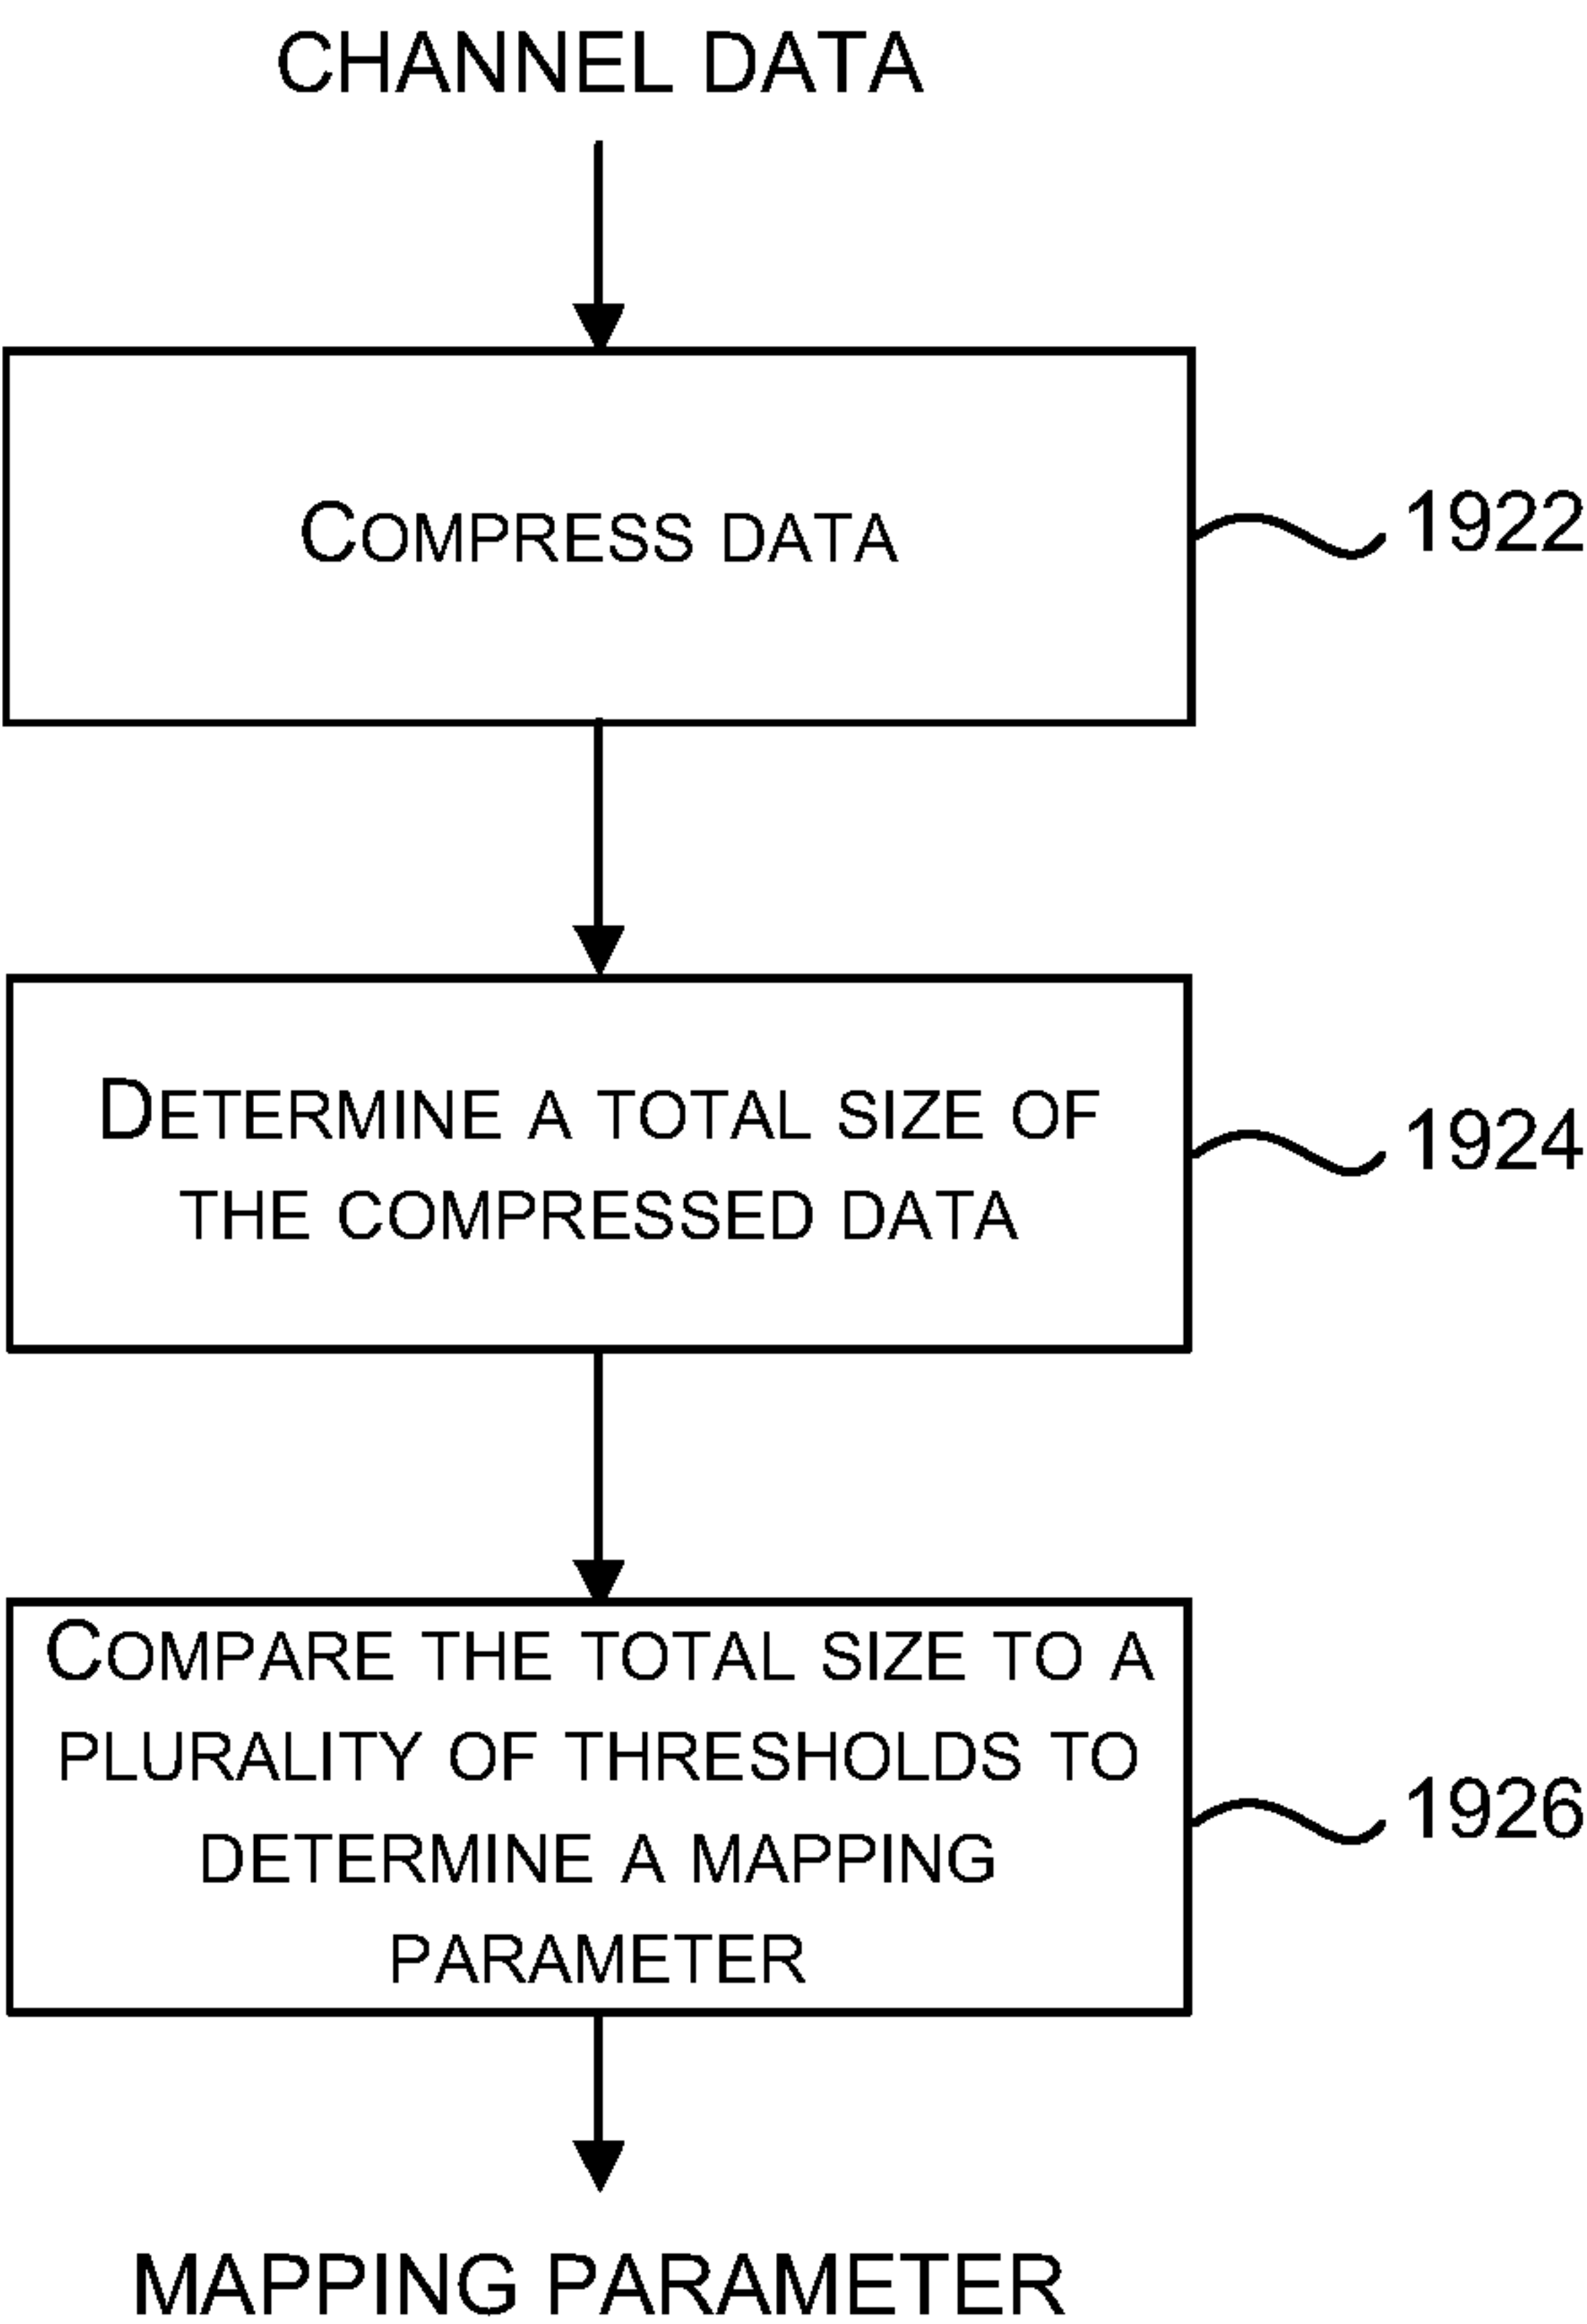 CHANNEL DATA
COMPRESS DATA
1922
DETERMINE A TOTAL SIZE OF
THE COMPRESSED DATA
1924
COMPARE THE TOTAL SIZE TO A
PLURALITY OF THRESHOLDS TO
DETERMINE A MAPPING
PARAMETER
1926
MAPPING PARAMETER